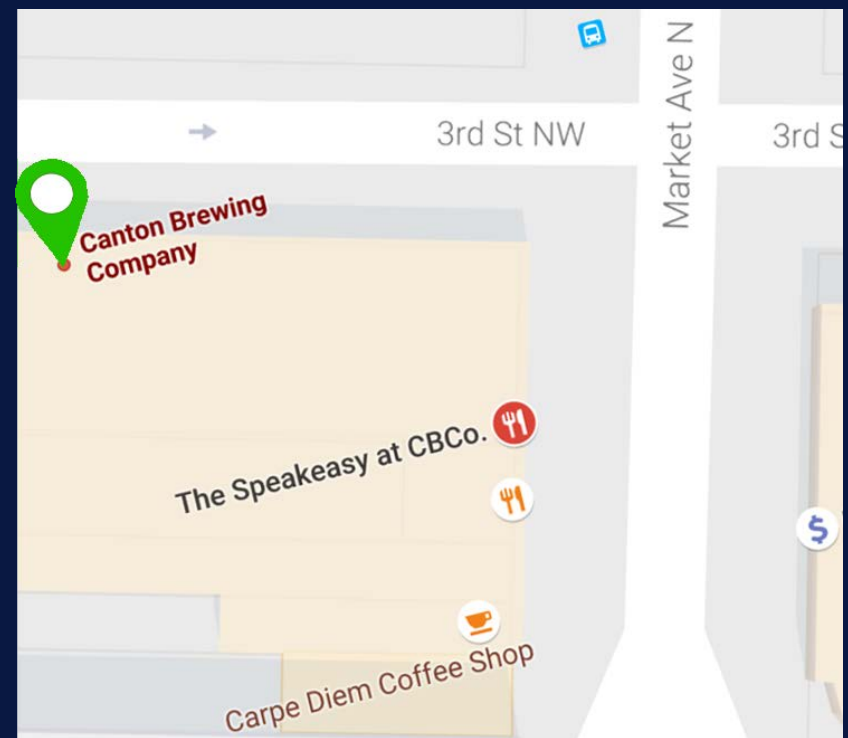 Market Ave N
3rd St NW
3rd S
Canton Brewing
Company
The Speakeasy at CBCo.
$
Carpe Diem Coffee Shop